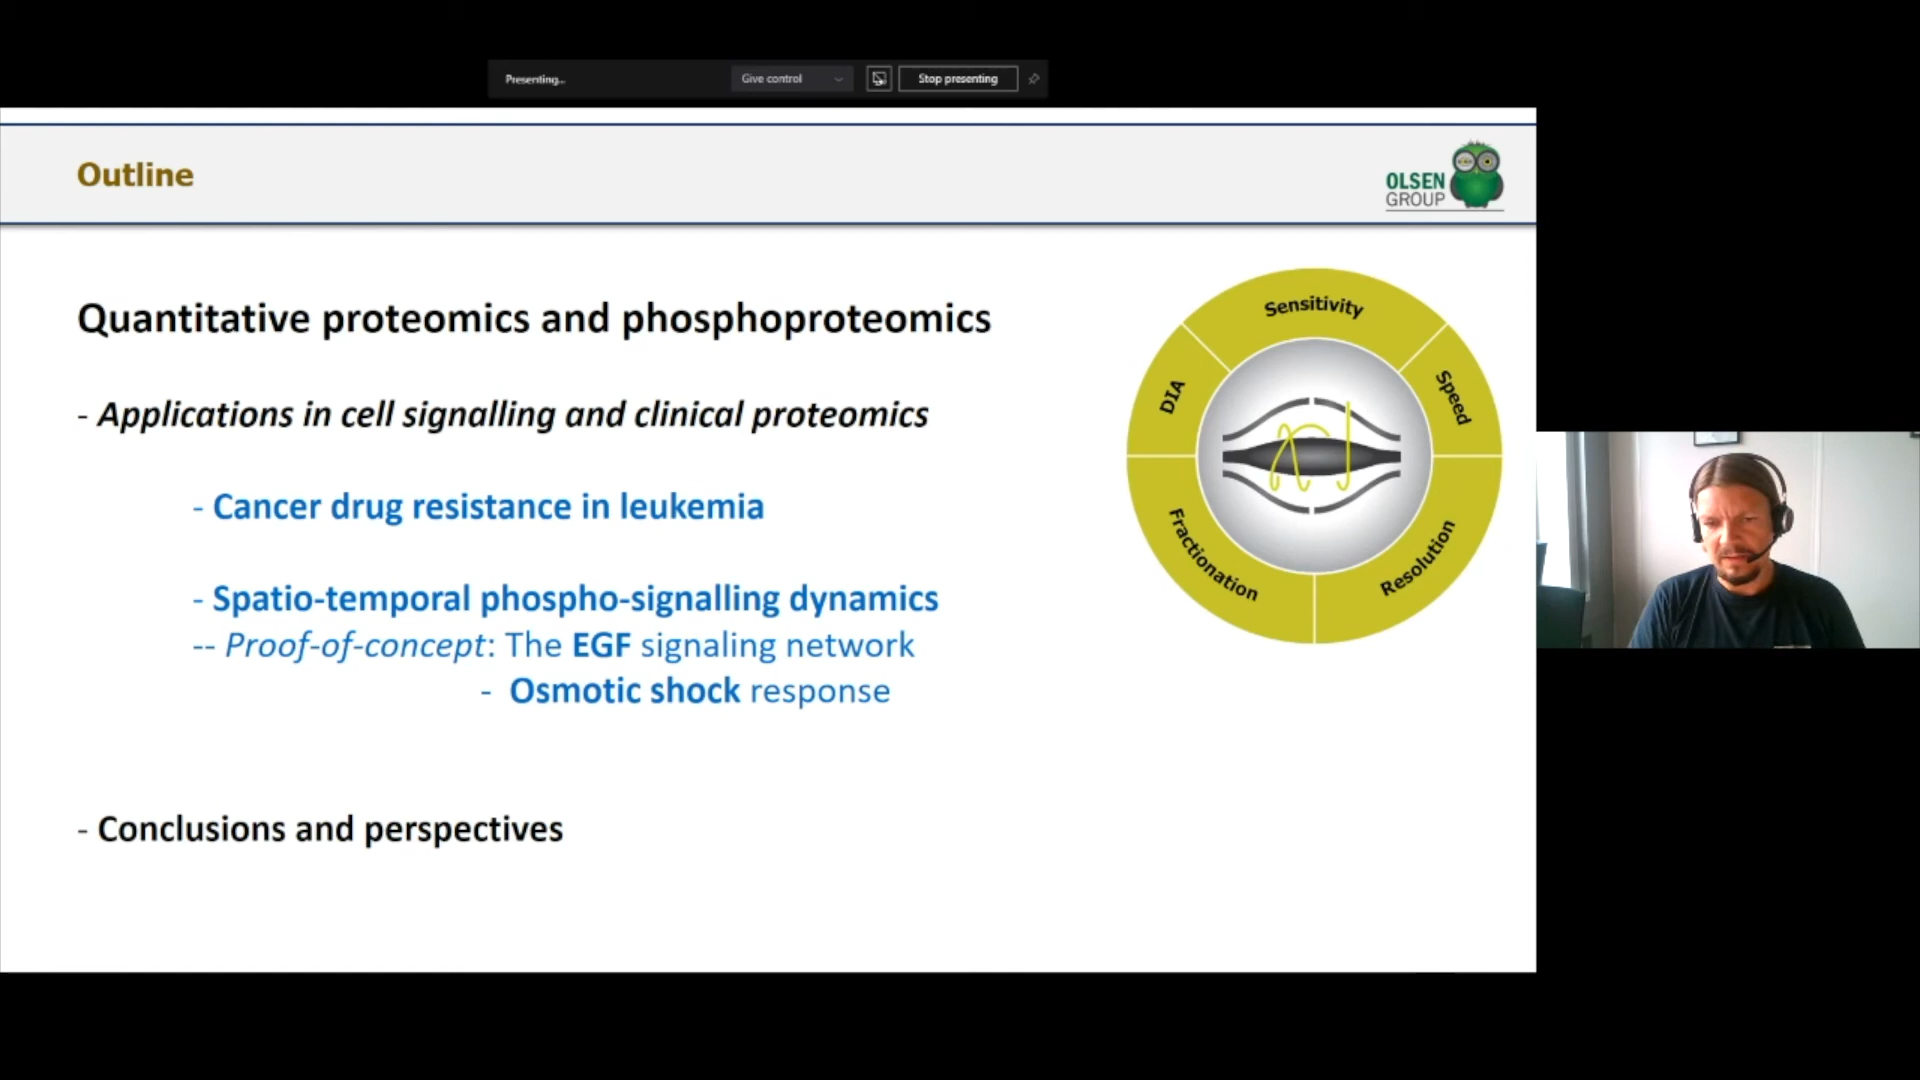 Presenting...
Give control
Stop presenting
Outline
OLSEN
GROUP
Quantitative proteomics and phosphoproteomics
- Applications in cell signalling and clinical proteomics
- Cancer drug resistance in leukemia
- Spatio-temporal phospho-signalling dynamics
-- Proof-of-concept: The EGF signaling network
- Osmotic shock response
- Conclusions and perspectives
Sensitivity
Speed
Resolution
Fractionation
DIA